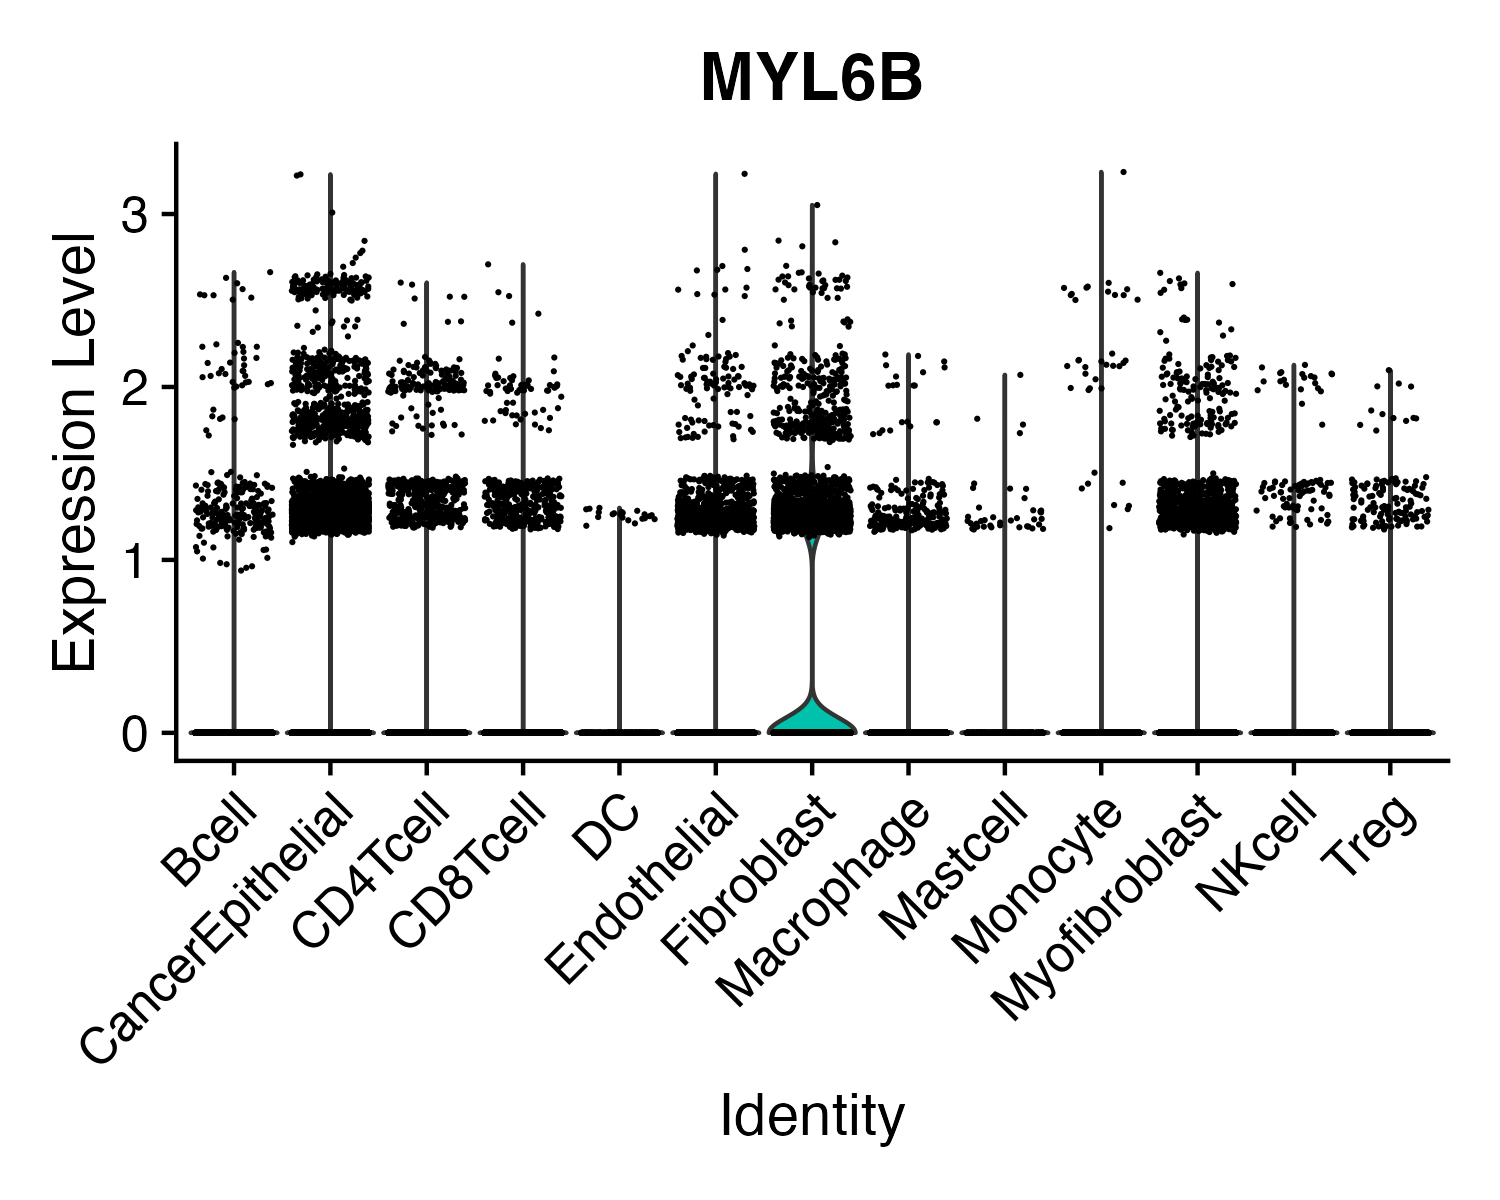 MYL6B
Expression Level
3
2
1
0
Bcell
CancerEpithelial
CD4Tcell
CD8Tcell
DC
Endothelial
Fibroblast
Macrophage
Mastcell
Monocyte
Myofibroblast
NKcell
Treg
Identity